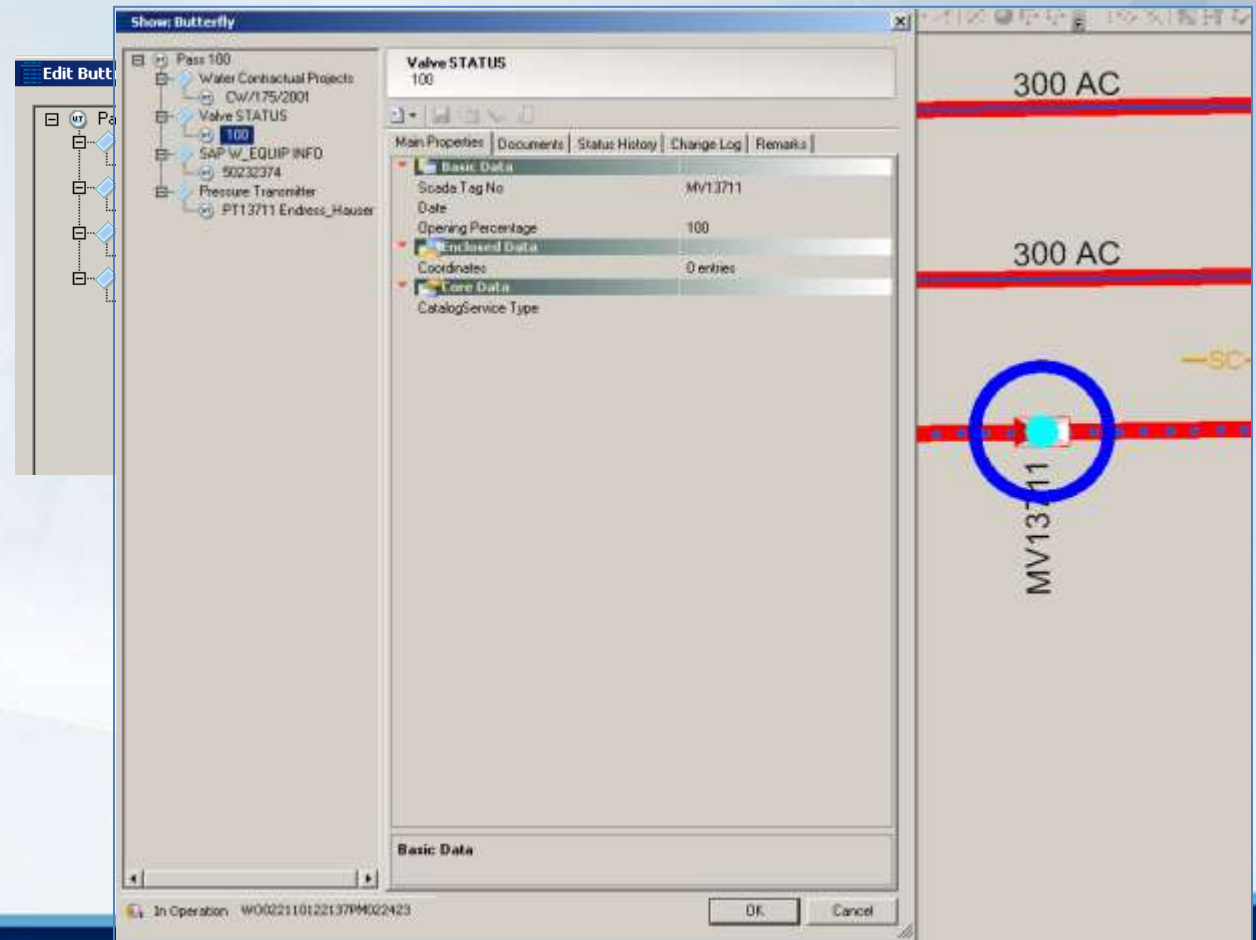 Show: Butterfly
Edit Butt
Pa
Pass 100
Water Contractual Projects
CW/175/2001
Valve STATUS
100
SAP W_EQUIP INFO
50232374
Pressure Transmitter
PT13711 Endress_Hauser
Valve STATUS
100
Main Properties
Documents
Status History
Change Log
Remarks
Basic Data
Scada Tag No MV13711
Date
Opening Percentage 100
Enclosed Data
Coordinates 0 entries
Core Data
CatalogService Type
Basic Data
In Operation WO022110122137PM022423
OK Cancel
300 AC
300 AC
SC
MV13711